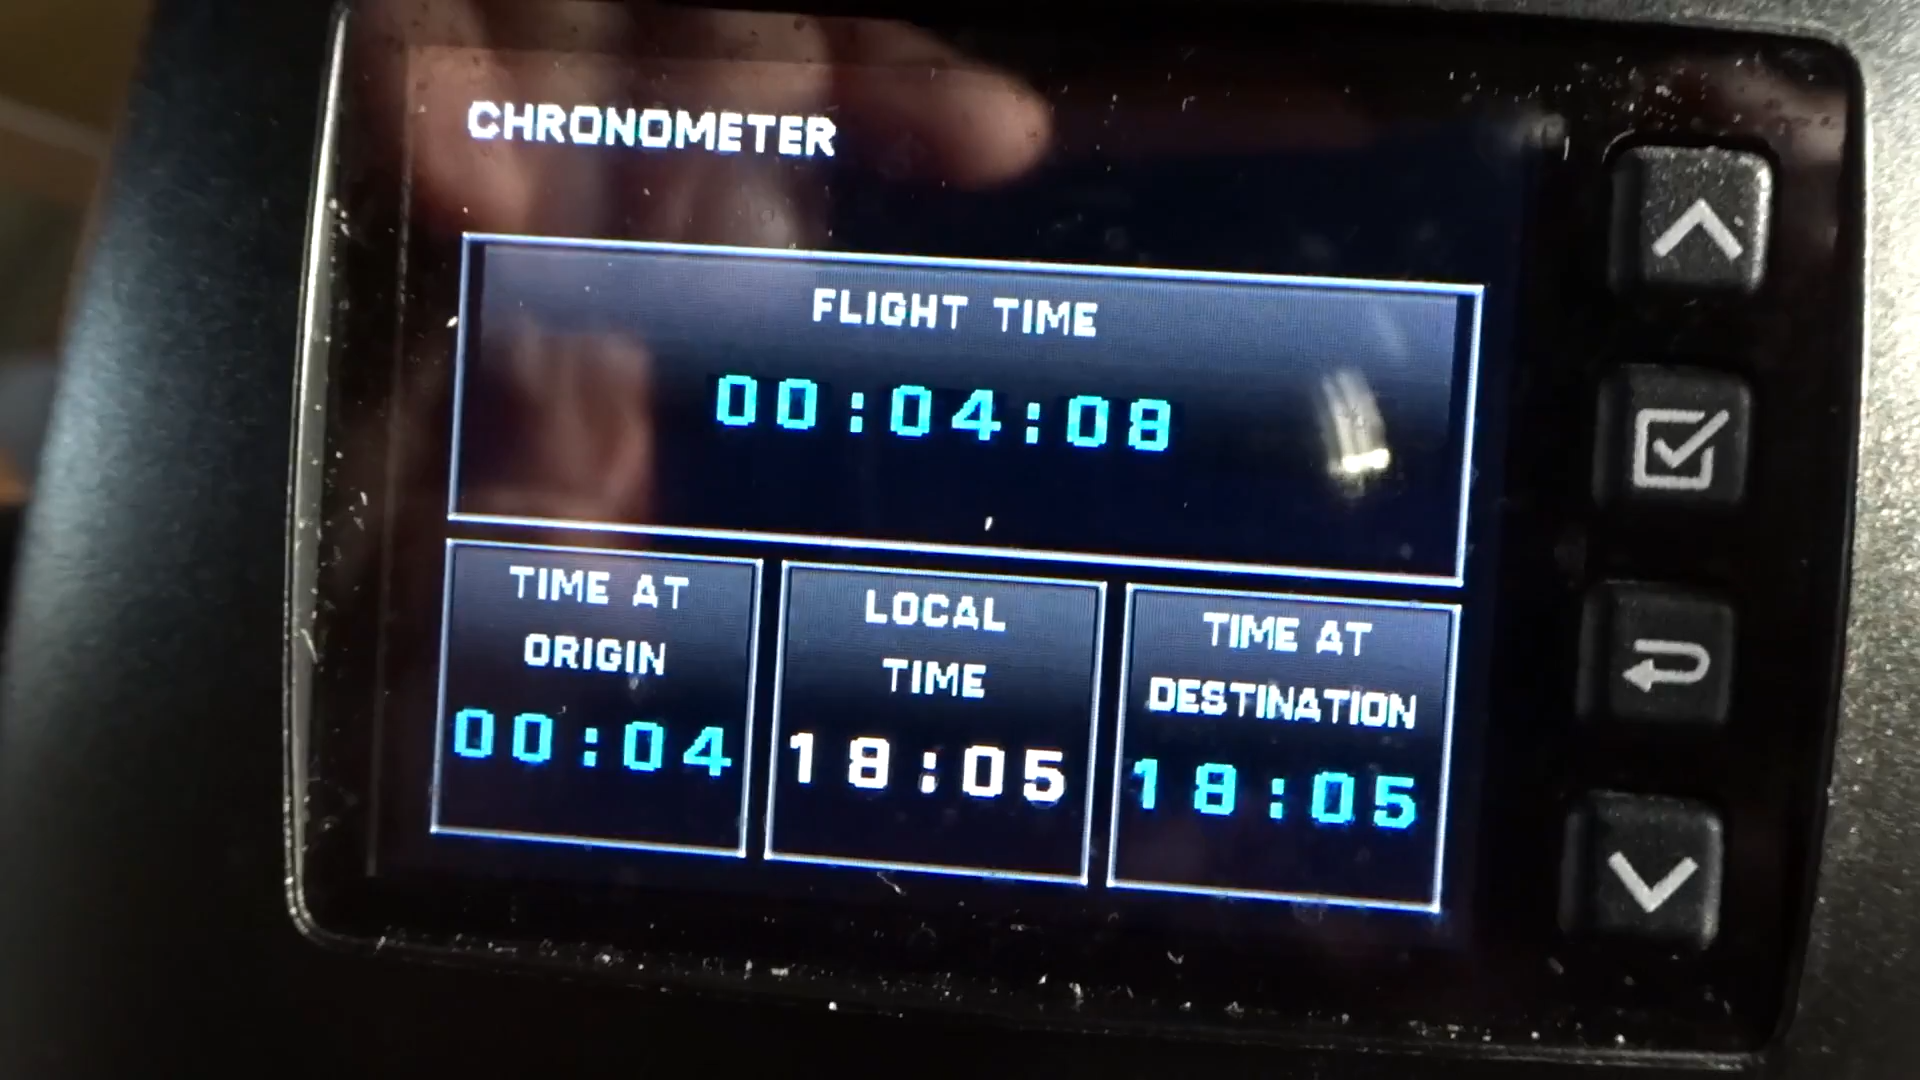 CHRONOMETER
FLIGHT TIME
00:04:08
TIME AT
ORIGIN
00:04
LOCAL
TIME
18:05
TIME AT
DESTINATION
18:05